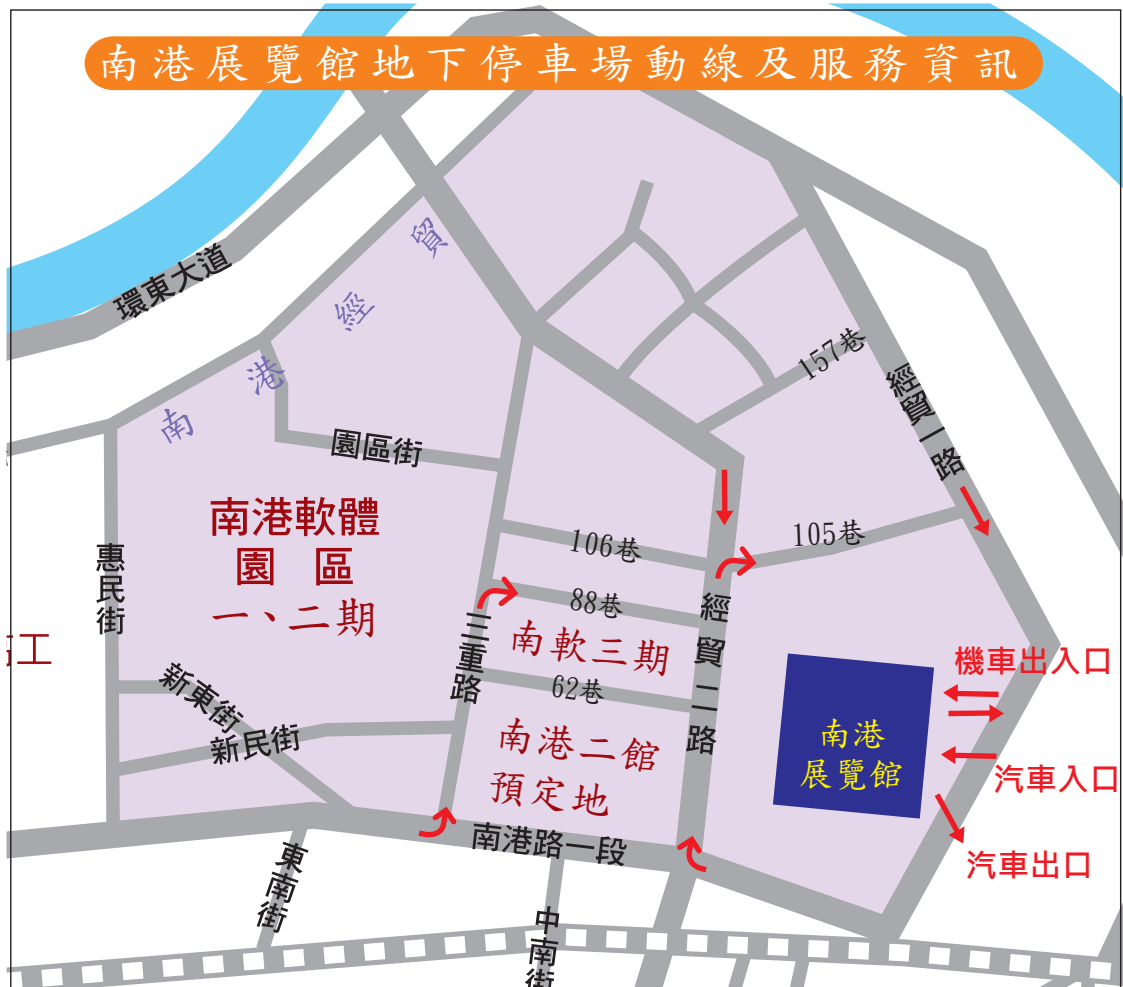 南港展覽館地下停車場動線及服務資訊
環東大道
南港經貿
園區街
157巷
經貿一路
南港軟體
園 區
一、二期
惠民街
106巷
105巷
88巷
三重路
南軟三期
經貿二路
62巷
工
新東街
新民街
南港二館
預定地
南港
展覽館
機車出入口
汽車入口
汽車出口
南港路一段
東南街
中南街